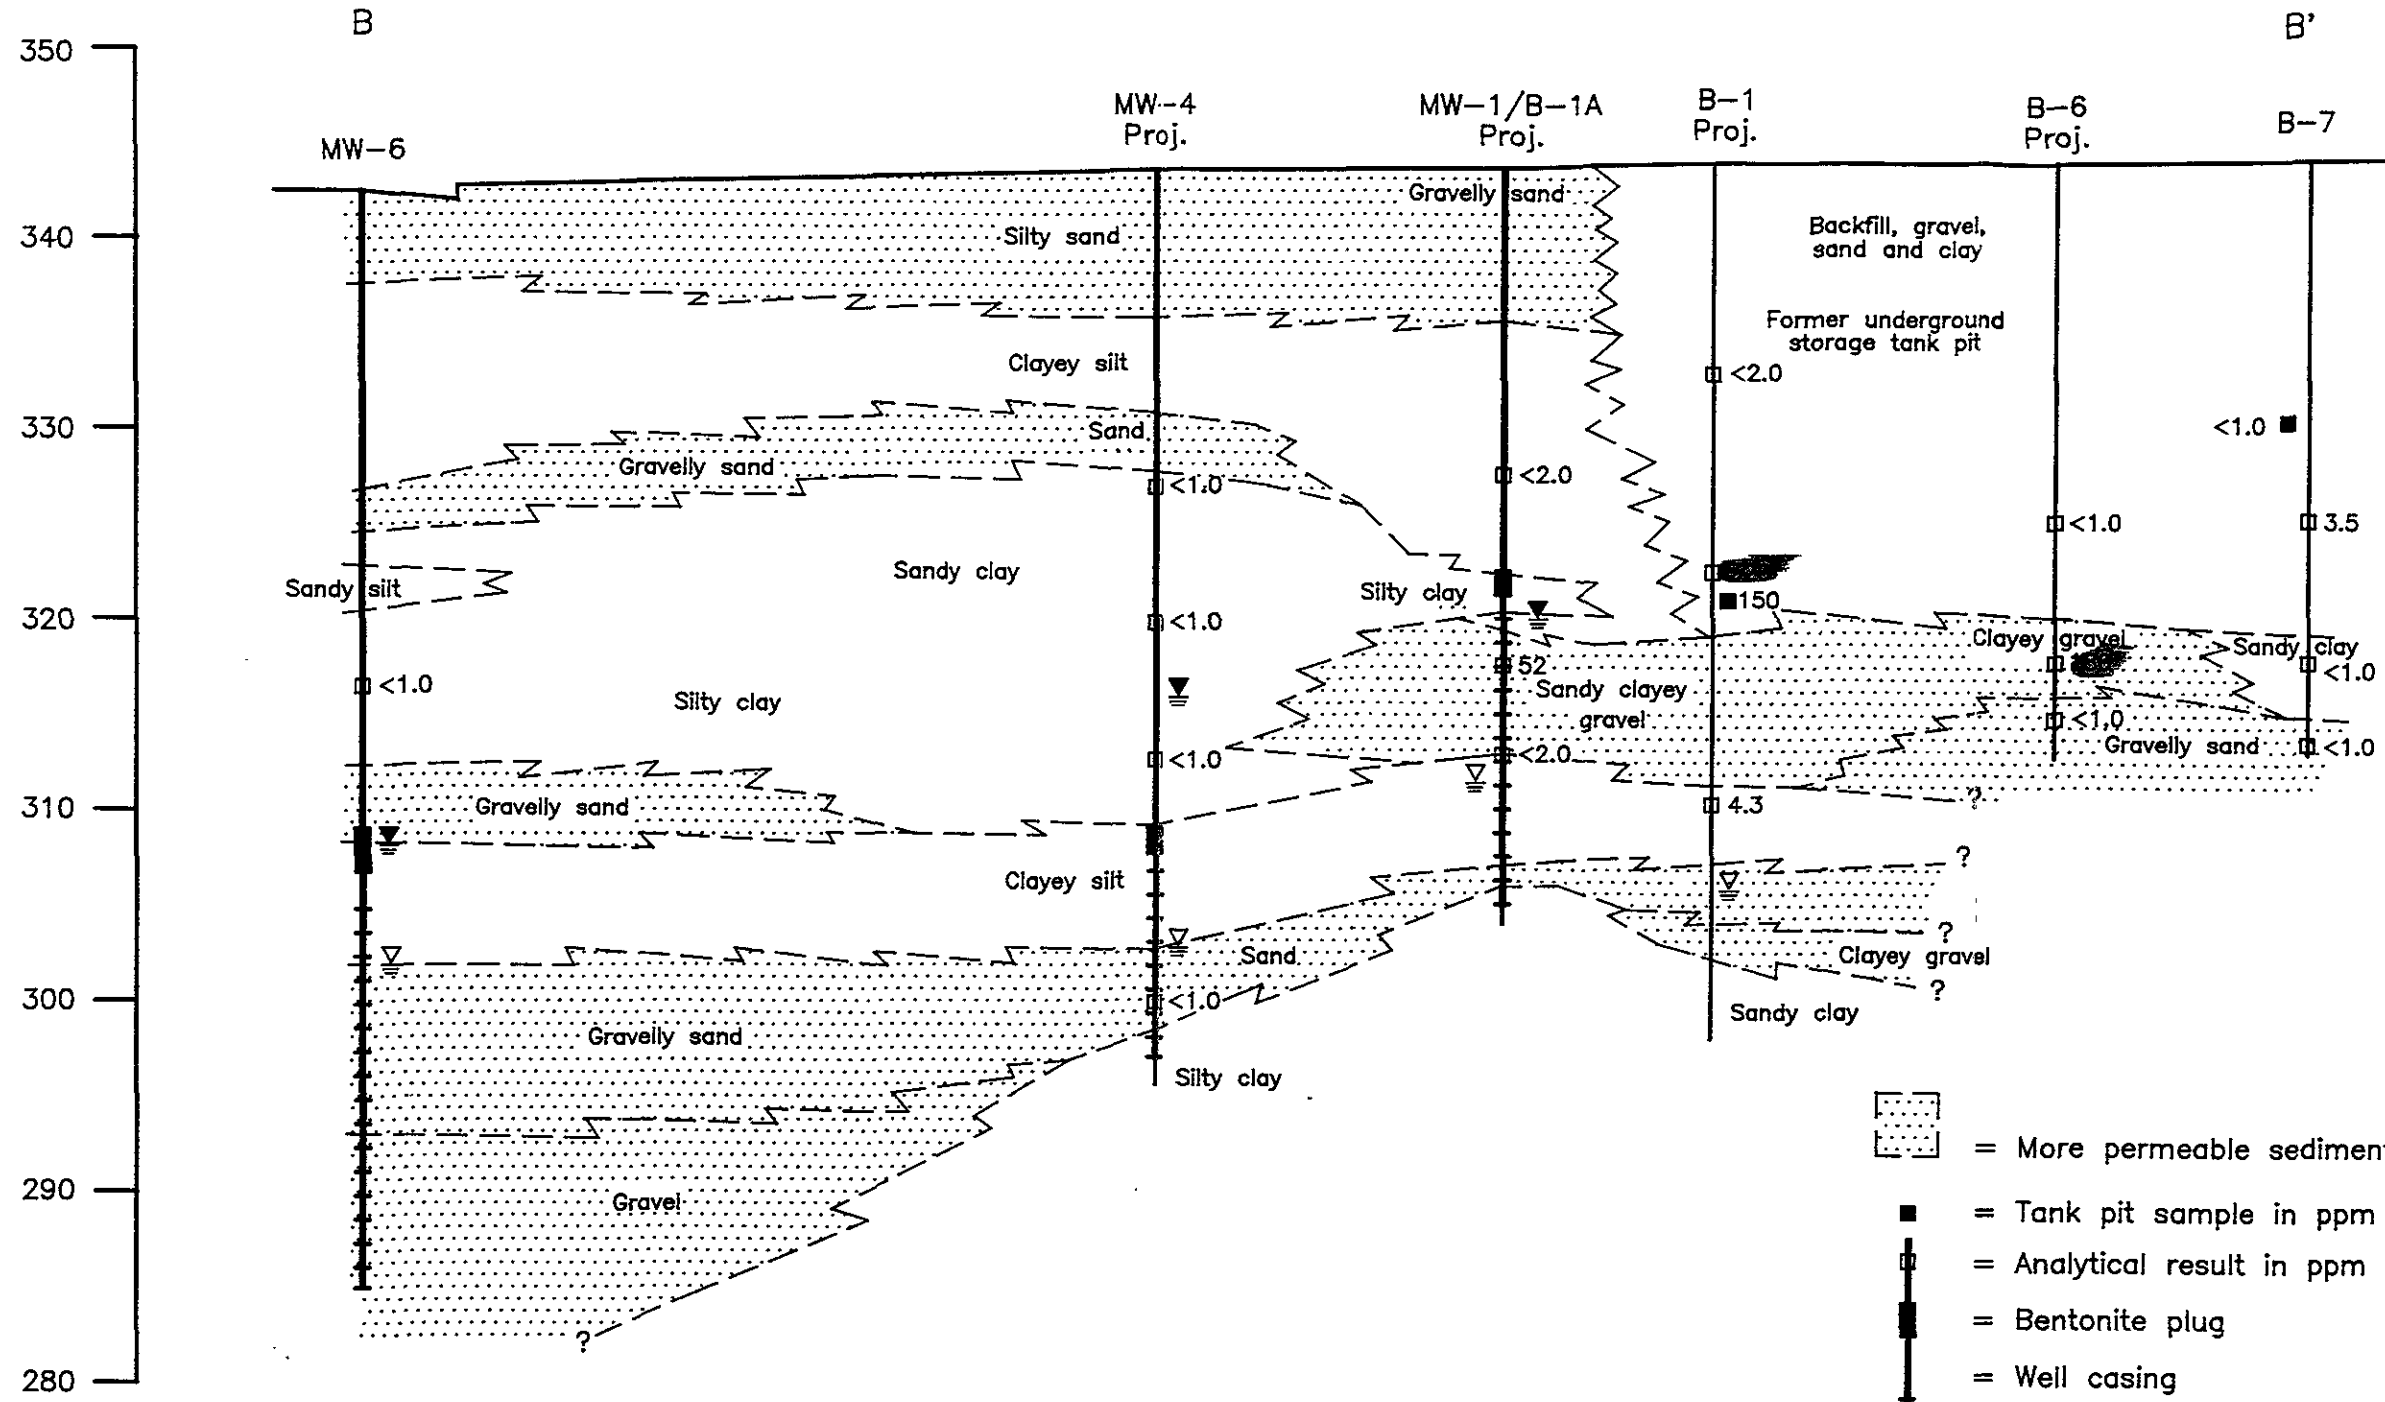 B
B'
350
MW-4
Proj.
MW-1/B-1A
Proj.
B-1
Proj.
B-6
Proj.
B-7
MW-6
Gravelly sand
340
Silty sand
Backfill, gravel,
sand and clay
Former underground
storage tank pit
Clayey silt
<2.0
330
Sand
<1.0
Gravelly sand
<1.0
<2.0
<1.0
3.5
Sandy clay
Sandy silt
Silty clay
150
320
<1.0
Clayey gravel
Sandy clay
52
<1.0
<1.0
Sandy clayey
gravel
Silty clay
<1.0
Gravelly sand
<1.0
<1.0
<2.0
310
Gravelly sand
4.3
?
?
Clayey silt
?
Sand
Clayey gravel
?
300
<1.0
Sandy clay
Gravelly sand
Silty clay
= More permeable sediment
290
Gravel
= Tank pit sample in ppm
= Analytical result in ppm
= Bentonite plug
?
280
= Well casing